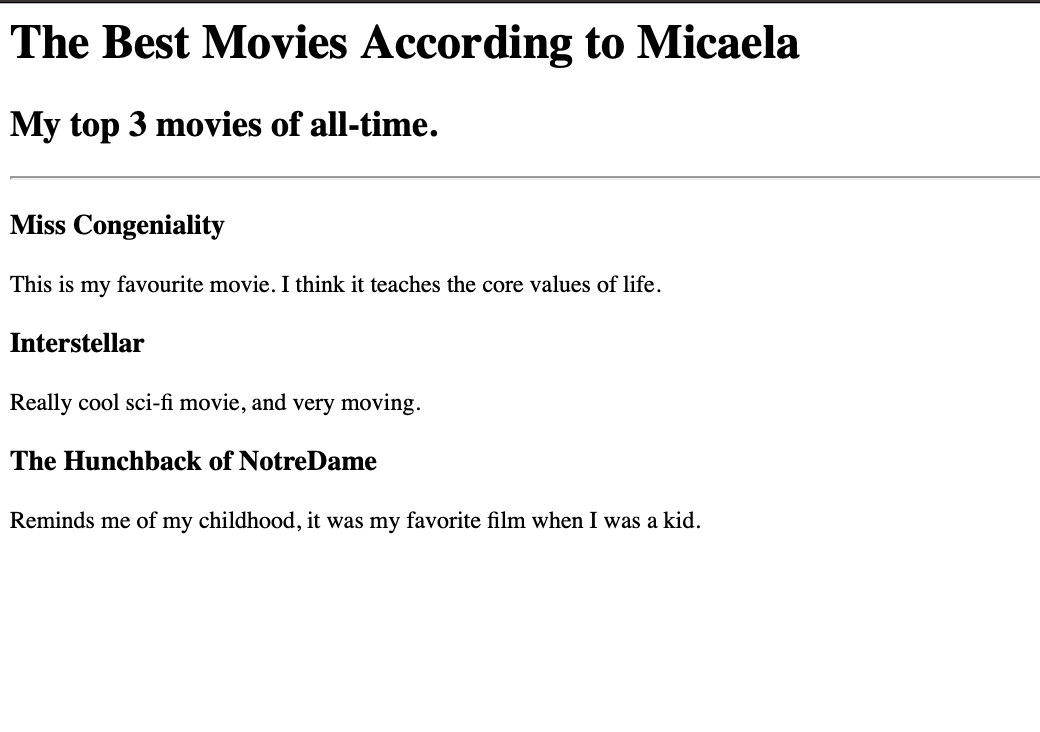 The Best Movies According to Micaela
My top 3 movies of all-time.
Miss Congeniality
This is my favourite movie. I think it teaches the core values of life.
Interstellar
Really cool sci-fi movie, and very moving.
The Hunchback of NotreDame
Reminds me of my childhood, it was my favorite film when I was a kid.